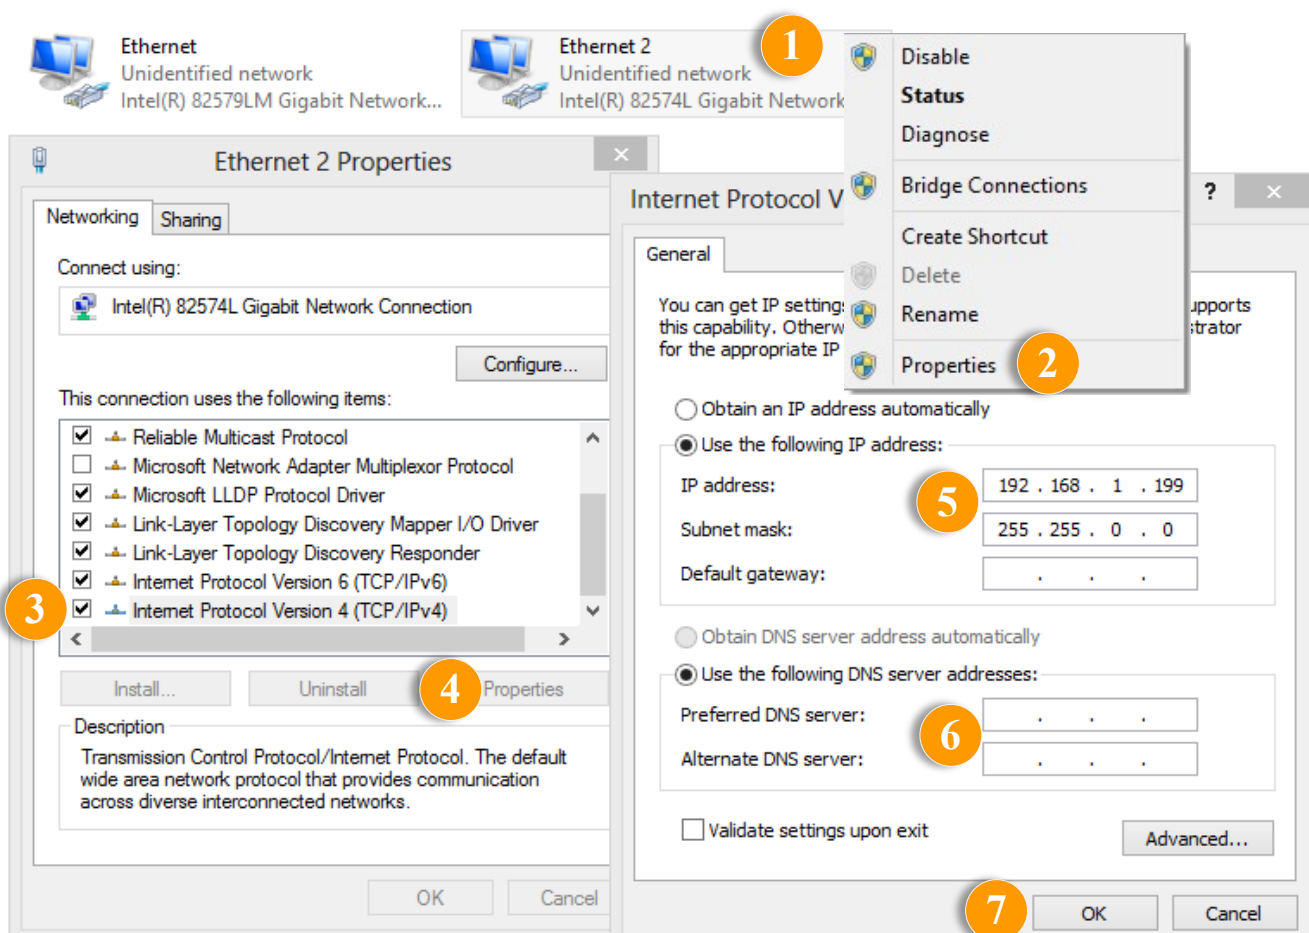 Ethernet
Unidentified network
Intel(R) 82579LM Gigabit Network...
Ethernet 2
Unidentified network
Intel(R) 82574L Gigabit Network
1
Disable
Status
Diagnose
Bridge Connections
Create Shortcut
Delete
Rename
Properties
2
Ethernet 2 Properties
Networking
Sharing
Connect using:
Intel(R) 82574L Gigabit Network Connection
Configure...
This connection uses the following items:
Reliable Multicast Protocol
Microsoft Network Adapter Multiplexor Protocol
Microsoft LLDP Protocol Driver
Link-Layer Topology Discovery Mapper I/O Driver
Link-Layer Topology Discovery Responder
Internet Protocol Version 6 (TCP/IPv6)
3
Internet Protocol Version 4 (TCP/IPv4)
Install...
Uninstall
4
Properties
Description
Transmission Control Protocol/Internet Protocol. The default
wide area network protocol that provides communication
across diverse interconnected networks.
OK
Cancel
Internet Protocol V
?
General
You can get IP settings
this capability. Otherw
for the appropriate IP
Obtain an IP address automatically
Use the following IP address:
IP address:
5
192 . 168 . 1 . 199
Subnet mask:
255 . 255 . 0 . 0
Default gateway:
. . .
Obtain DNS server address automatically
Use the following DNS server addresses:
Preferred DNS server:
. . .
6
Alternate DNS server:
. . .
Validate settings upon exit
Advanced...
7
OK
Cancel